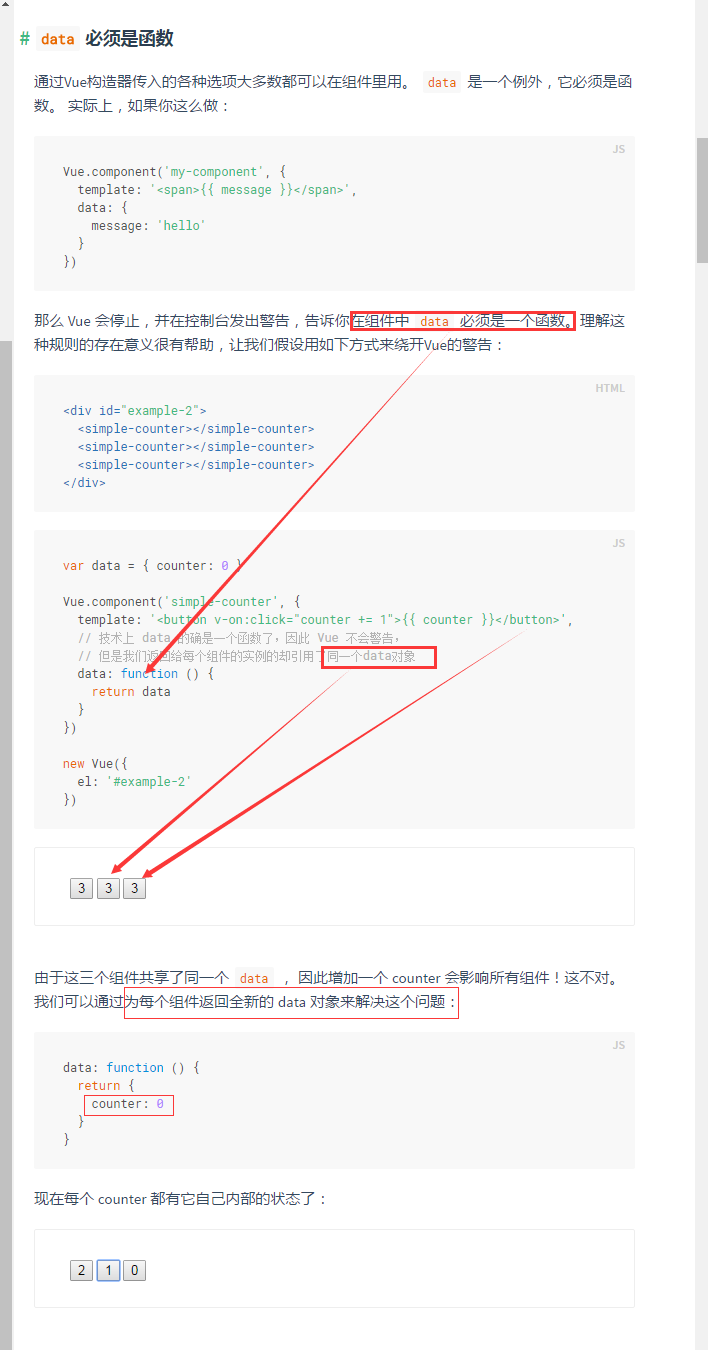 # data 必须是函数
通过Vue构造器传入的各种选项大多数都可以在组件里用。 data 是一个例外，它必须是函
数。 实际上，如果你这么做：
JS
Vue.component('my-component', {
  template: '<span>{{ message }}</span>',
  data: {
    message: 'hello'
  }
})
那么 Vue 会停止，并在控制台发出警告，告诉你在组件中 data 必须是一个函数。理解这
种规则的存在意义很有帮助，让我们假设用如下方式来绕开Vue的警告：
HTML
<div id="example-2">
  <simple-counter></simple-counter>
  <simple-counter></simple-counter>
  <simple-counter></simple-counter>
</div>
JS
var data = { counter: 0 }
Vue.component('simple-counter', {
  template: '<button v-on:click="counter += 1">{{ counter }}</button>',
  // 技术上 data 的确是一个函数了，因此 Vue 不会警告，
  // 但是我们返回给每个组件的实例的却引用了同一个data对象
  data: function () {
    return data
  }
})
new Vue({
  el: '#example-2'
})
3 3 3
由于这三个组件共享了同一个 data ，因此增加一个 counter 会影响所有组件！这不对。
我们可以通过为每个组件返回全新的 data 对象来解决这个问题：
JS
data: function () {
  return {
    counter: 0
  }
}
现在每个 counter 都有它自己内部的状态了：
2 1 0